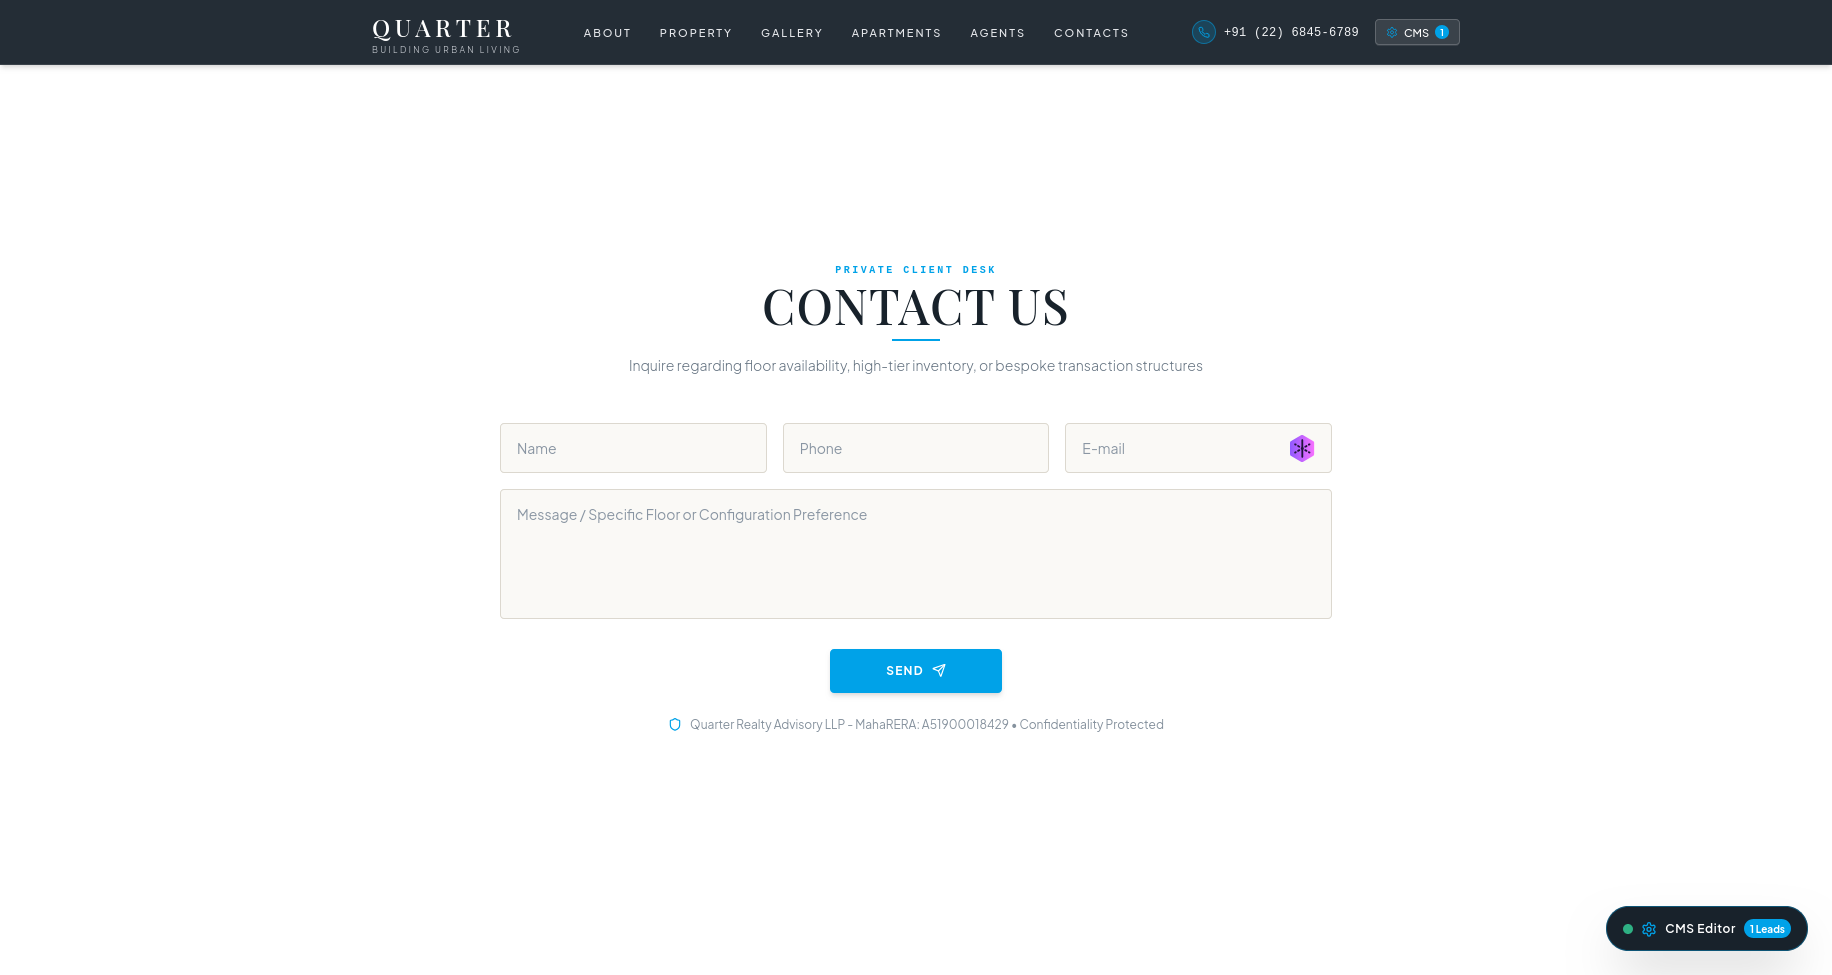 QUARTER
BUILDING URBAN LIVING
ABOUT PROPERTY GALLERY APARTMENTS AGENTS CONTACTS
+91 (22) 6845-6789
CMS 1
PRIVATE CLIENT DESK
CONTACT US
Inquire regarding floor availability, high-tier inventory, or bespoke transaction structures
Name
Phone
E-mail
Message / Specific Floor or Configuration Preference
SEND
Quarter Realty Advisory LLP - MahaRERA: A51900018429 • Confidentiality Protected
CMS Editor 1 Leads